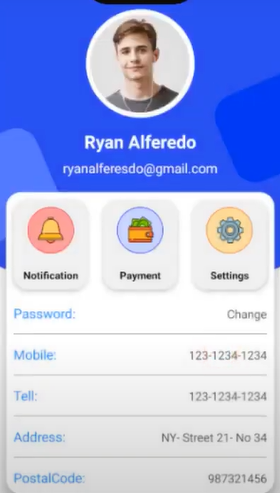 Ryan Alferedo
ryanalferesdo@gmail.com
Notification Payment Settings
Password: Change
Mobile: 123-1234-1234
Tell: 123-1234-1234
Address: NY- Street 21- No 34
PostalCode: 987321456